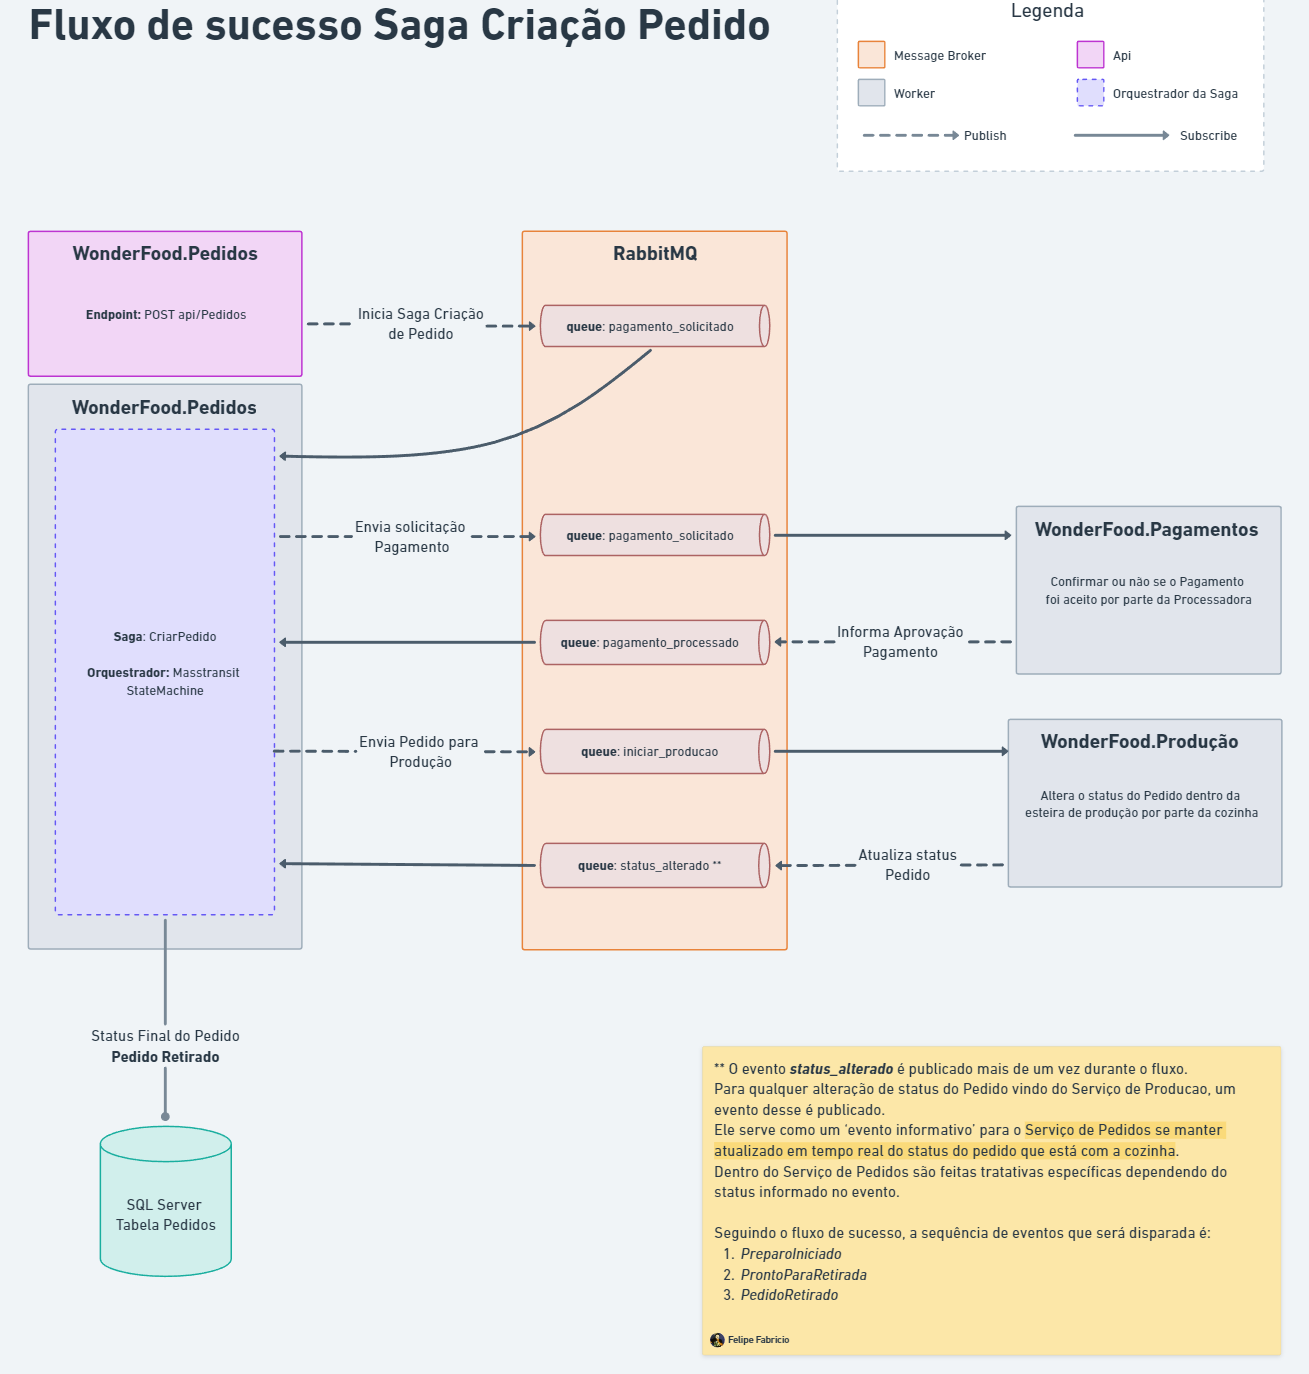 Fluxo de sucesso Saga Criação Pedido
Legenda
Message Broker
Api
Worker
Orquestrador da Saga
Publish
Subscribe
WonderFood.Pedidos
Endpoint: POST api/Pedidos
Inicia Saga Criação
de Pedido
RabbitMQ
queue: pagamento_solicitado
WonderFood.Pedidos
Envia solicitação
Pagamento
queue: pagamento_solicitado
WonderFood.Pagamentos
Confirmar ou não se o Pagamento
foi aceito por parte da Processadora
Saga: CriarPedido
Orquestrador: Masstransit
StateMachine
queue: pagamento_processado
Informa Aprovação
Pagamento
Envia Pedido para
Produção
queue: iniciar_producao
WonderFood.Produção
Altera o status do Pedido dentro da
esteira de produção por parte da cozinha
queue: status_alterado **
Atualiza status
Pedido
Status Final do Pedido
Pedido Retirado
SQL Server
Tabela Pedidos
** O evento status_alterado é publicado mais de um vez durante o fluxo.
Para qualquer alteração de status do Pedido vindo do Serviço de Producao, um
evento desse é publicado.
Ele serve como um ‘evento informativo’ para o Serviço de Pedidos se manter
atualizado em tempo real do status do pedido que está com a cozinha.
Dentro do Serviço de Pedidos são feitas tratativas específicas dependendo do
status informado no evento.
Seguindo o fluxo de sucesso, a sequência de eventos que será disparada é:
1. PreparoIniciado
2. ProntoParaRetirada
3. PedidoRetirado
Felipe Fabricio